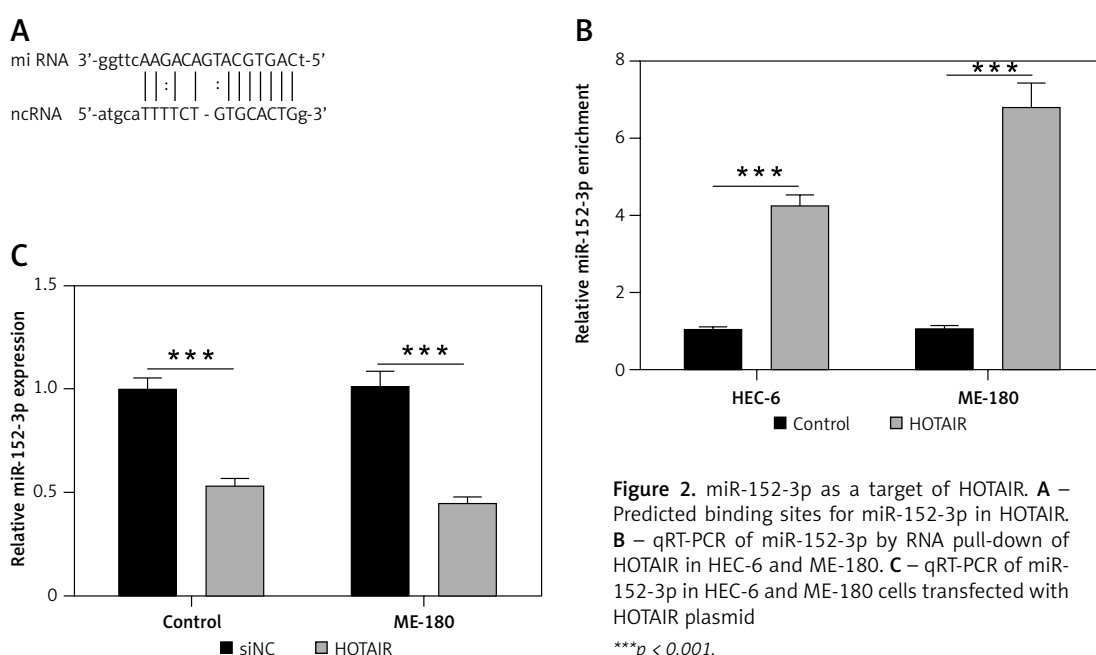 A
mi RNA 3’-ggttcAAGACAGTACGTGACt-5’
ncRNA 5’-atgcaTTTTCT - GTGCACTGg-3’
B
Relative miR-152-3p enrichment
8
6
4
2
0
***
***
HEC-6 ME-180
Control HOTAIR
C
Relative miR-152-3p expression
1.5
1.0
0.5
0
***
***
Control ME-180
siNC HOTAIR
Figure 2. miR-152-3p as a target of HOTAIR. A –
Predicted binding sites for miR-152-3p in HOTAIR.
B – qRT-PCR of miR-152-3p by RNA pull-down of
HOTAIR in HEC-6 and ME-180. C – qRT-PCR of miR-
152-3p in HEC-6 and ME-180 cells transfected with
HOTAIR plasmid
***p < 0.001.